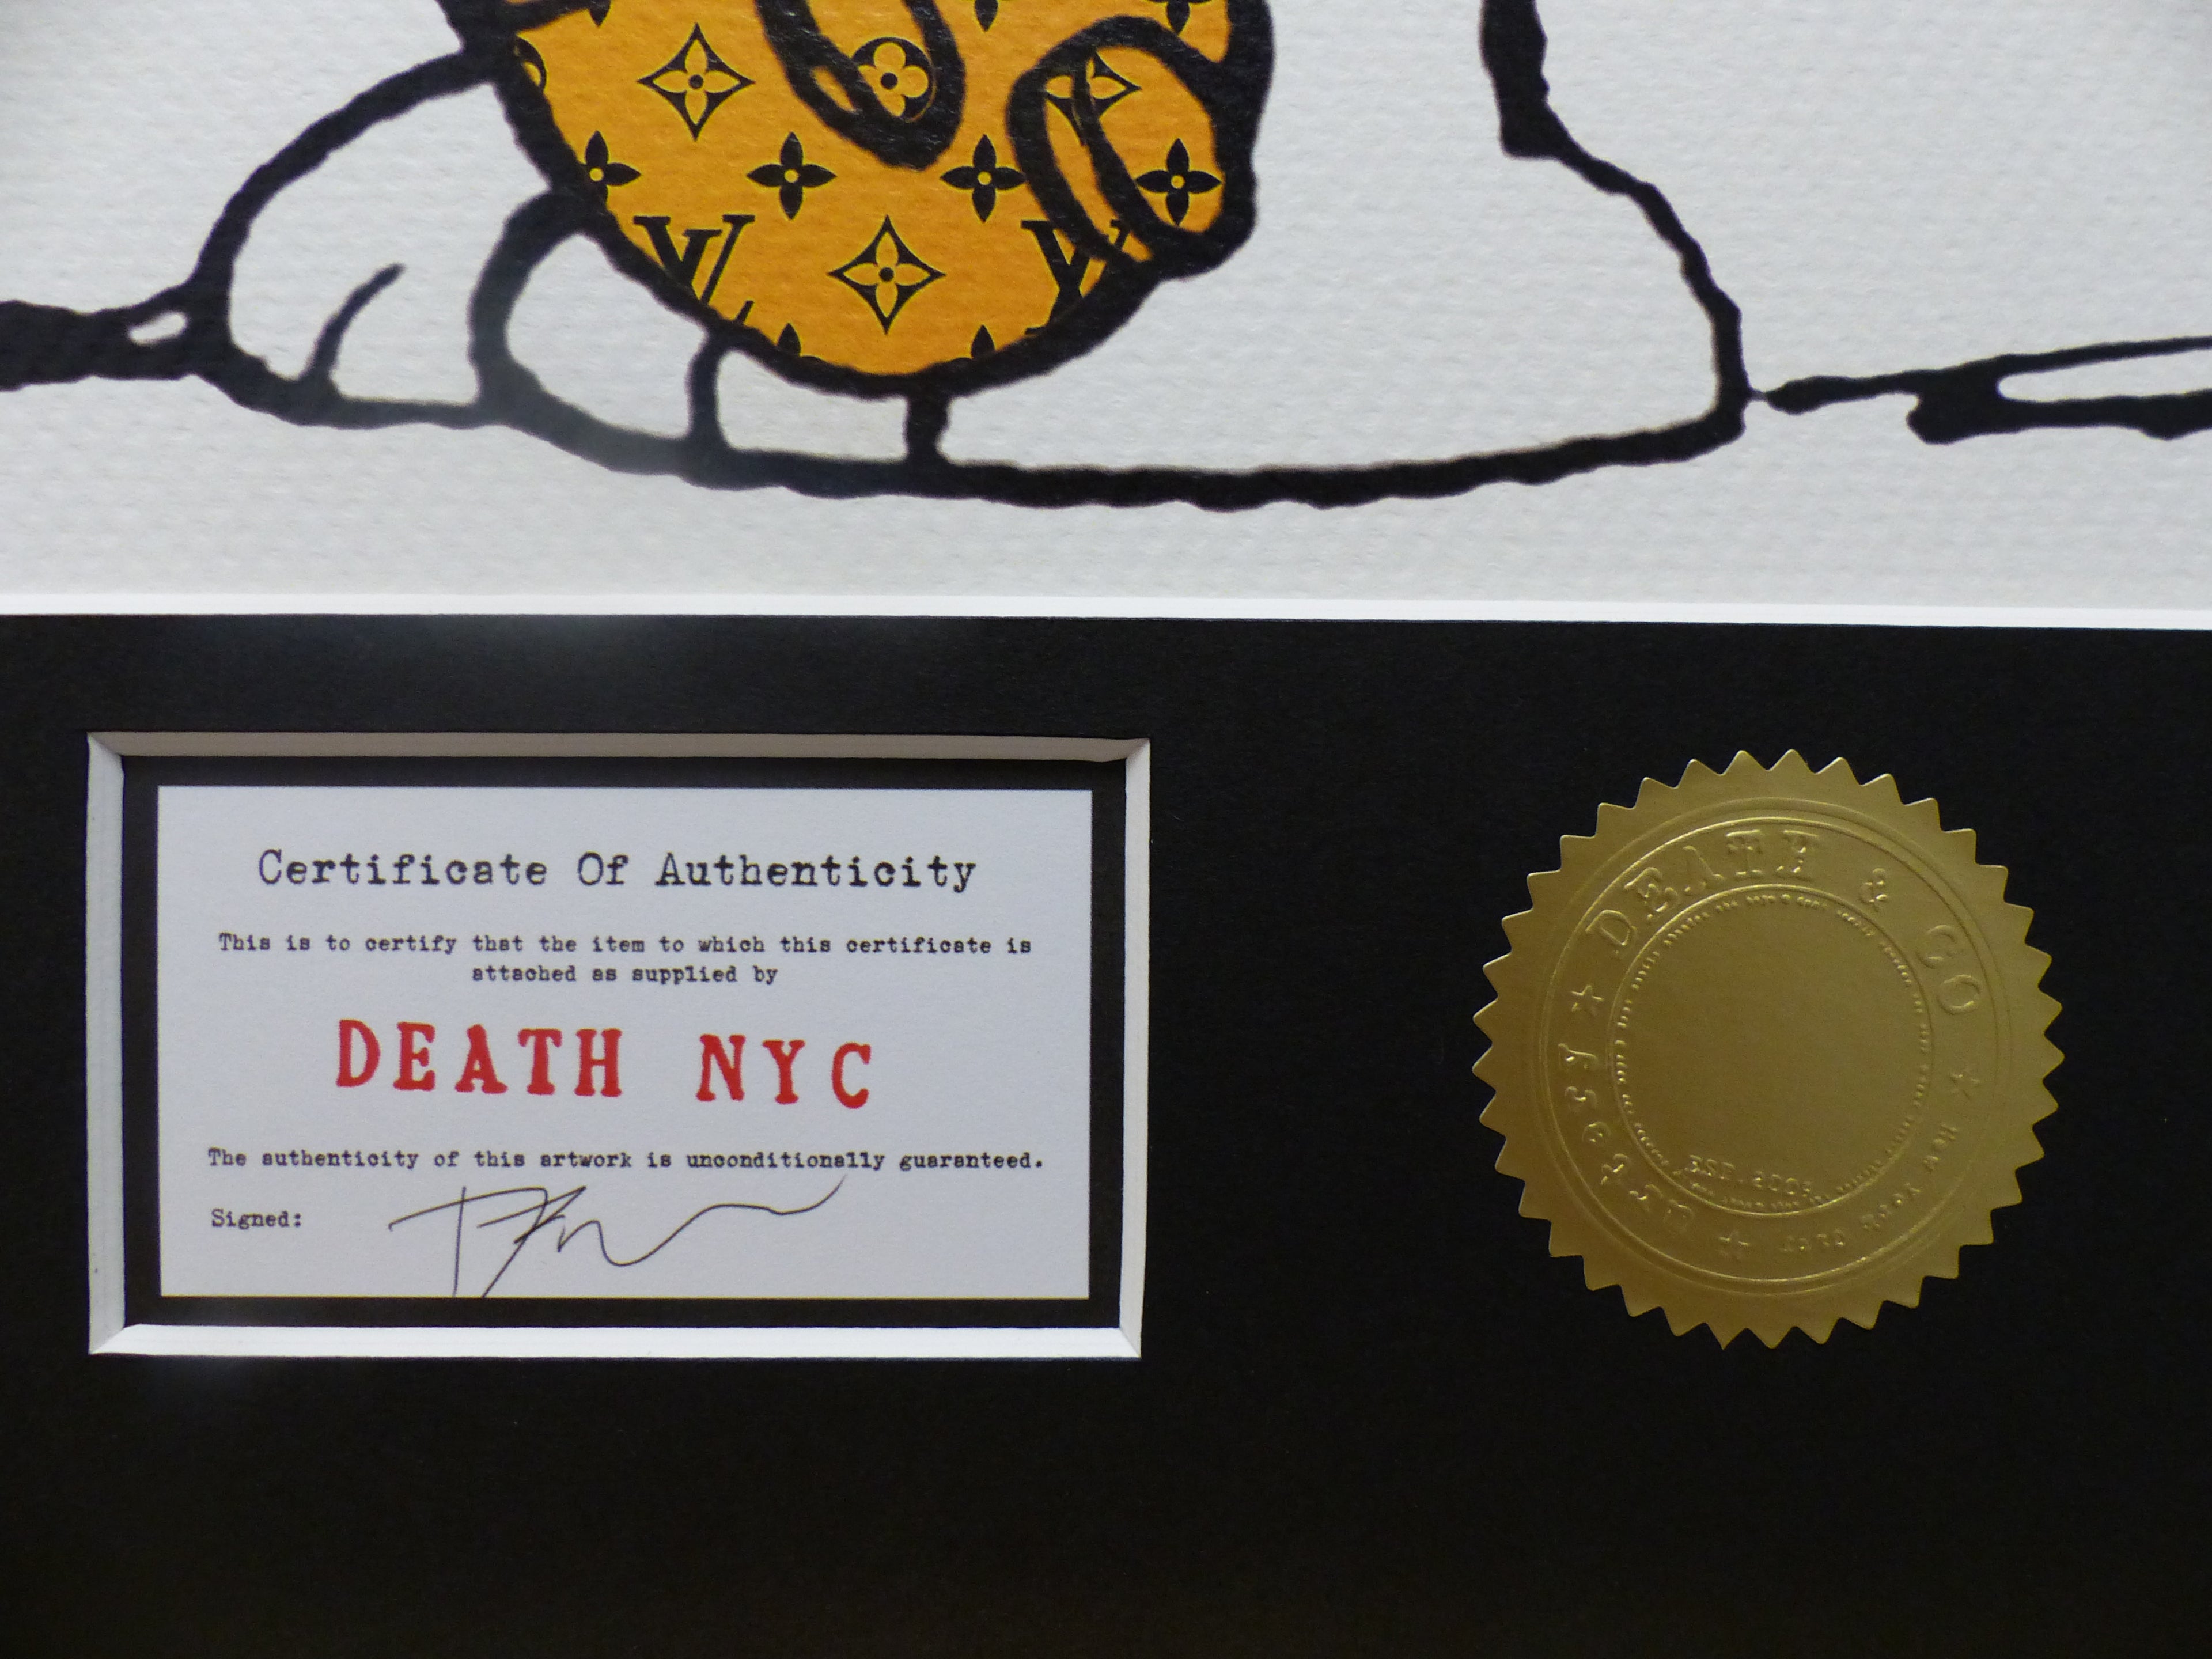 LV
Certificate Of Authenticity
This is to certify that the item to which this certificate is
attached as supplied by
DEATH NYC
The authenticity of this artwork is unconditionally guaranteed.
Signed:
DEATH & CO